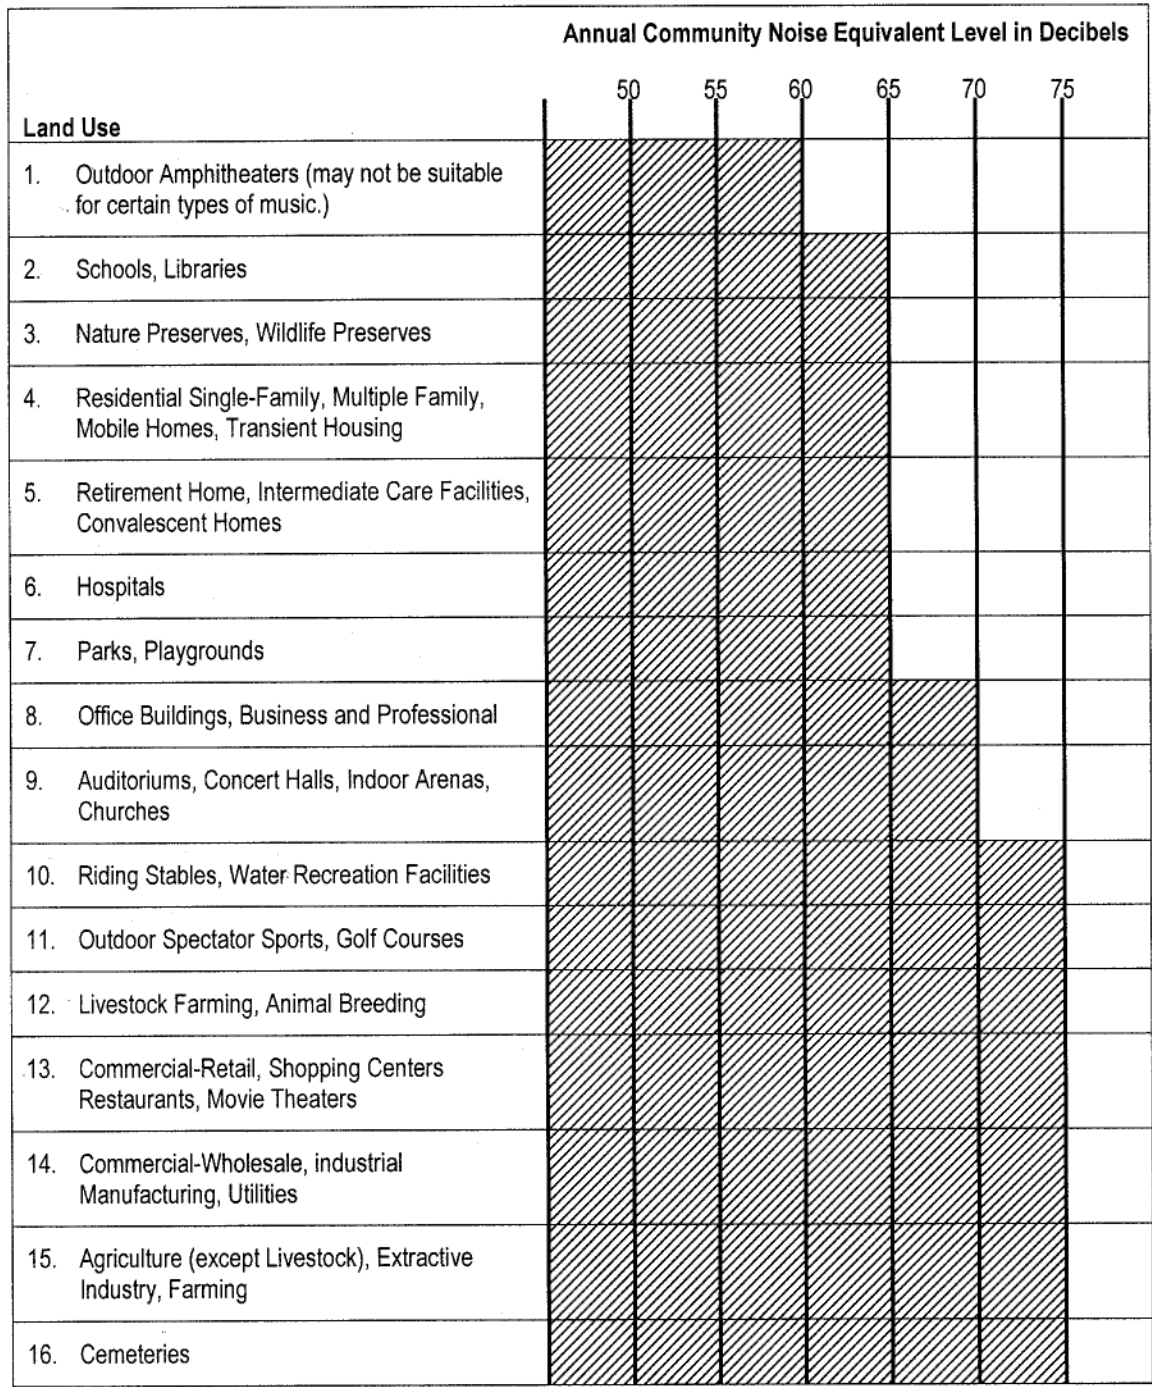 Annual Community Noise Equivalent Level in Decibels
50 55 60 65 70 75
Land Use
1. Outdoor Amphitheaters (may not be suitable
for certain types of music.)
2. Schools, Libraries
3. Nature Preserves, Wildlife Preserves
4. Residential Single-Family, Multiple Family,
Mobile Homes, Transient Housing
5. Retirement Home, Intermediate Care Facilities,
Convalescent Homes
6. Hospitals
7. Parks, Playgrounds
8. Office Buildings, Business and Professional
9. Auditoriums, Concert Halls, Indoor Arenas,
Churches
10. Riding Stables, Water Recreation Facilities
11. Outdoor Spectator Sports, Golf Courses
12. Livestock Farming, Animal Breeding
13. Commercial-Retail, Shopping Centers
Restaurants, Movie Theaters
14. Commercial-Wholesale, industrial
Manufacturing, Utilities
15. Agriculture (except Livestock), Extractive
Industry, Farming
16. Cemeteries